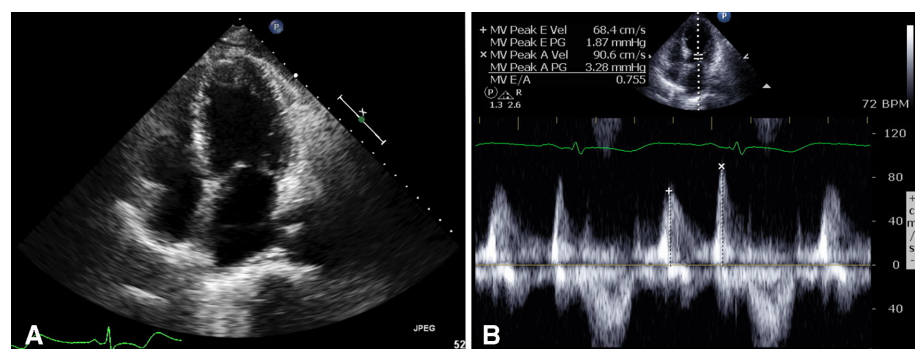 P
x
A
JPEG
52
+ MV Peak E Vel 68.4 cm/s
MV Peak E PG 1.87 mmHg
× MV Peak A Vel 90.6 cm/s
MV Peak A PG 3.28 mmHg
MV E/A 0.755
P R
1.3 2.6
P
72 BPM
120
80
40
0
40
+
c
m
/
s
-
+
×
B